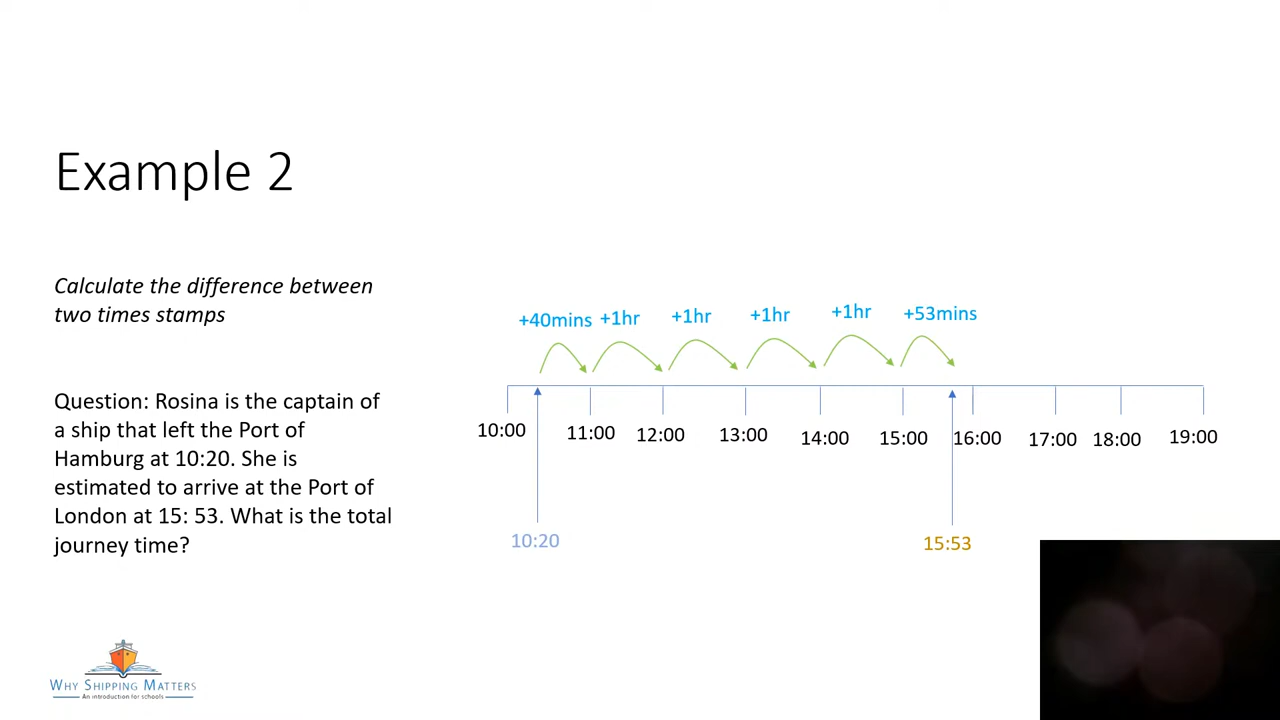 Example 2
Calculate the difference between
two times stamps
Question: Rosina is the captain of
a ship that left the Port of
Hamburg at 10:20. She is
estimated to arrive at the Port of
London at 15: 53. What is the total
journey time?
+40mins +1hr +1hr +1hr +1hr +53mins
10:00 11:00 12:00 13:00 14:00 15:00 16:00 17:00 18:00 19:00
10:20 15:53
WHY SHIPPING MATTERS
An introduction for schools